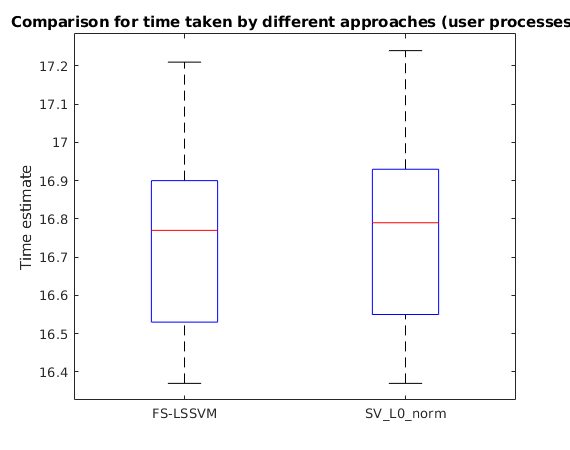 Comparison for time taken by different approaches (user processes
17.2
17.1
17
16.9
16.8
16.7
16.6
16.5
16.4
Time estimate
FS-LSSVM
SV_L0_norm